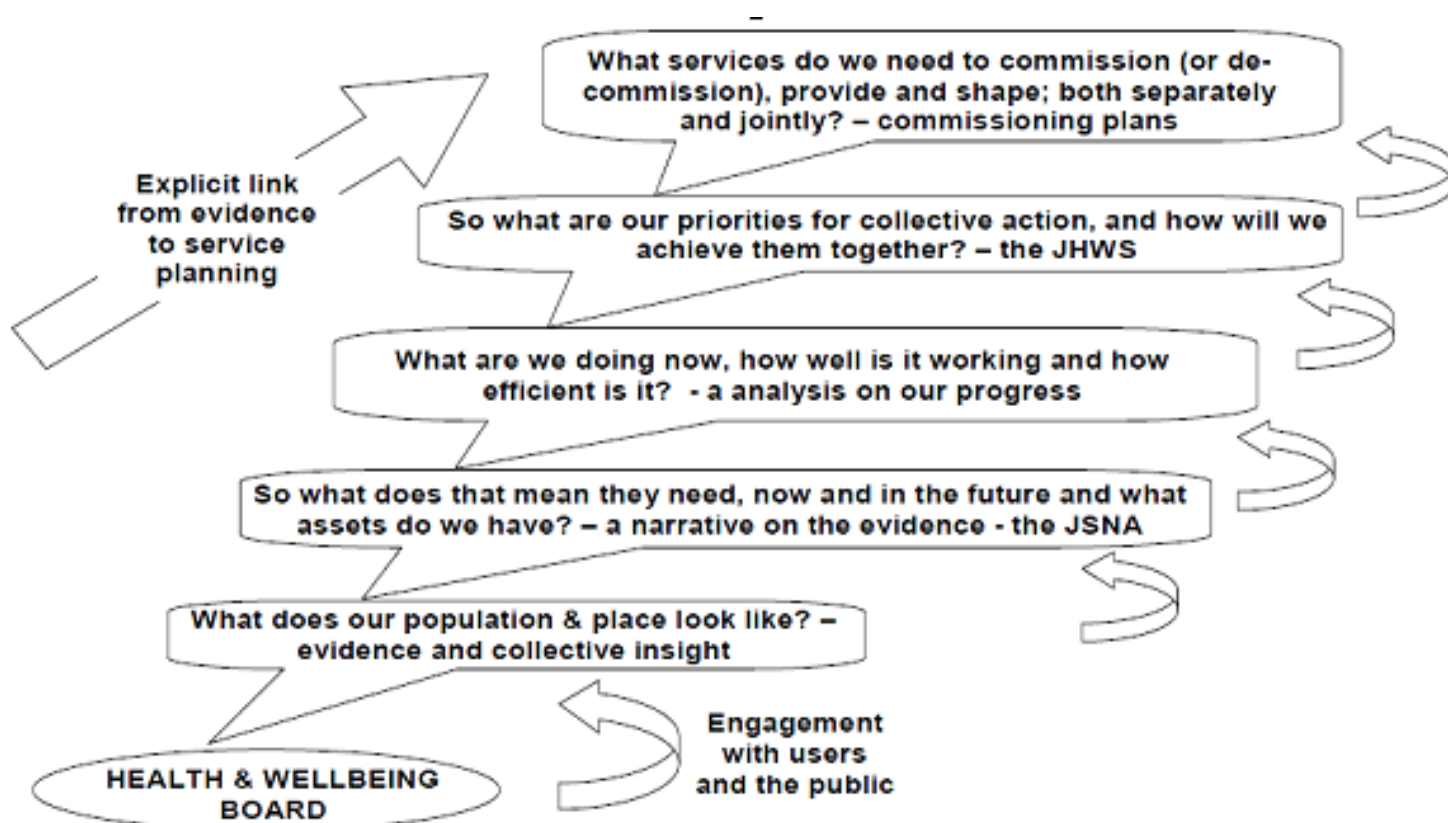 What services do we need to commission (or de-
commission), provide and shape; both separately
and jointly? – commissioning plans
Explicit link
from evidence
to service
planning
So what are our priorities for collective action, and how will we
achieve them together? – the JHWS
What are we doing now, how well is it working and how
efficient is it?  - a analysis on our progress
So what does that mean they need, now and in the future and what
assets do we have? – a narrative on the evidence - the JSNA
What does our population & place look like? –
evidence and collective insight
Engagement
with users
and the public
HEALTH & WELLBEING
BOARD